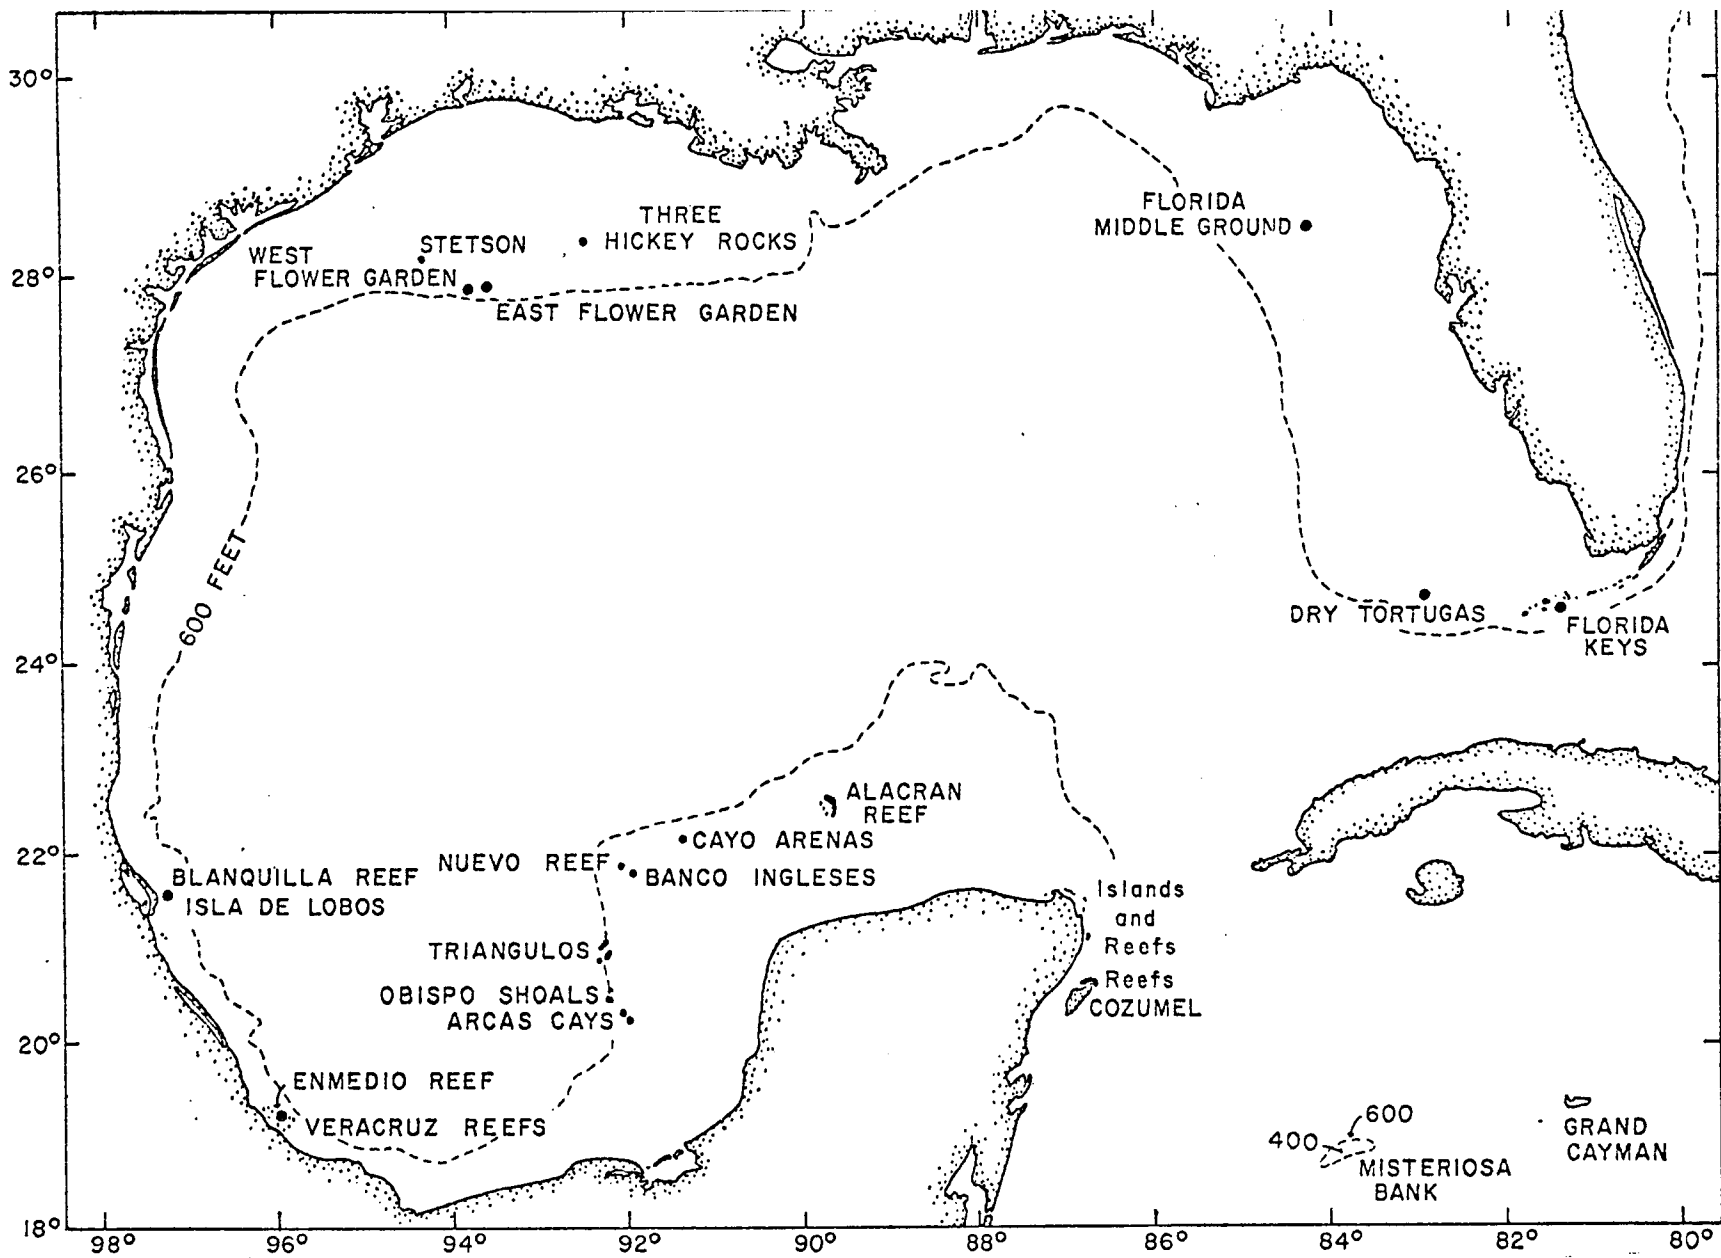 30°
28°
26°
24°
22°
20°
18°
98°
96°
94°
92°
90°
88°
86°
84°
82°
80°
THREE
HICKEY ROCKS
STETSON
WEST
FLOWER GARDEN
EAST FLOWER GARDEN
FLORIDA
MIDDLE GROUND
600 FEET
DRY TORTUGAS
FLORIDA
KEYS
ALACRAN
REEF
CAYO ARENAS
NUEVO REEF
BANCO INGLESES
BLANQUILLA REEF
ISLA DE LOBOS
TRIANGULOS
OBISPO SHOALS
ARCAS CAYS
Islands
and
Reefs
Reefs
COZUMEL
ENMEDIO REEF
VERACRUZ REEFS
600
400
MISTERIOSA
BANK
GRAND
CAYMAN